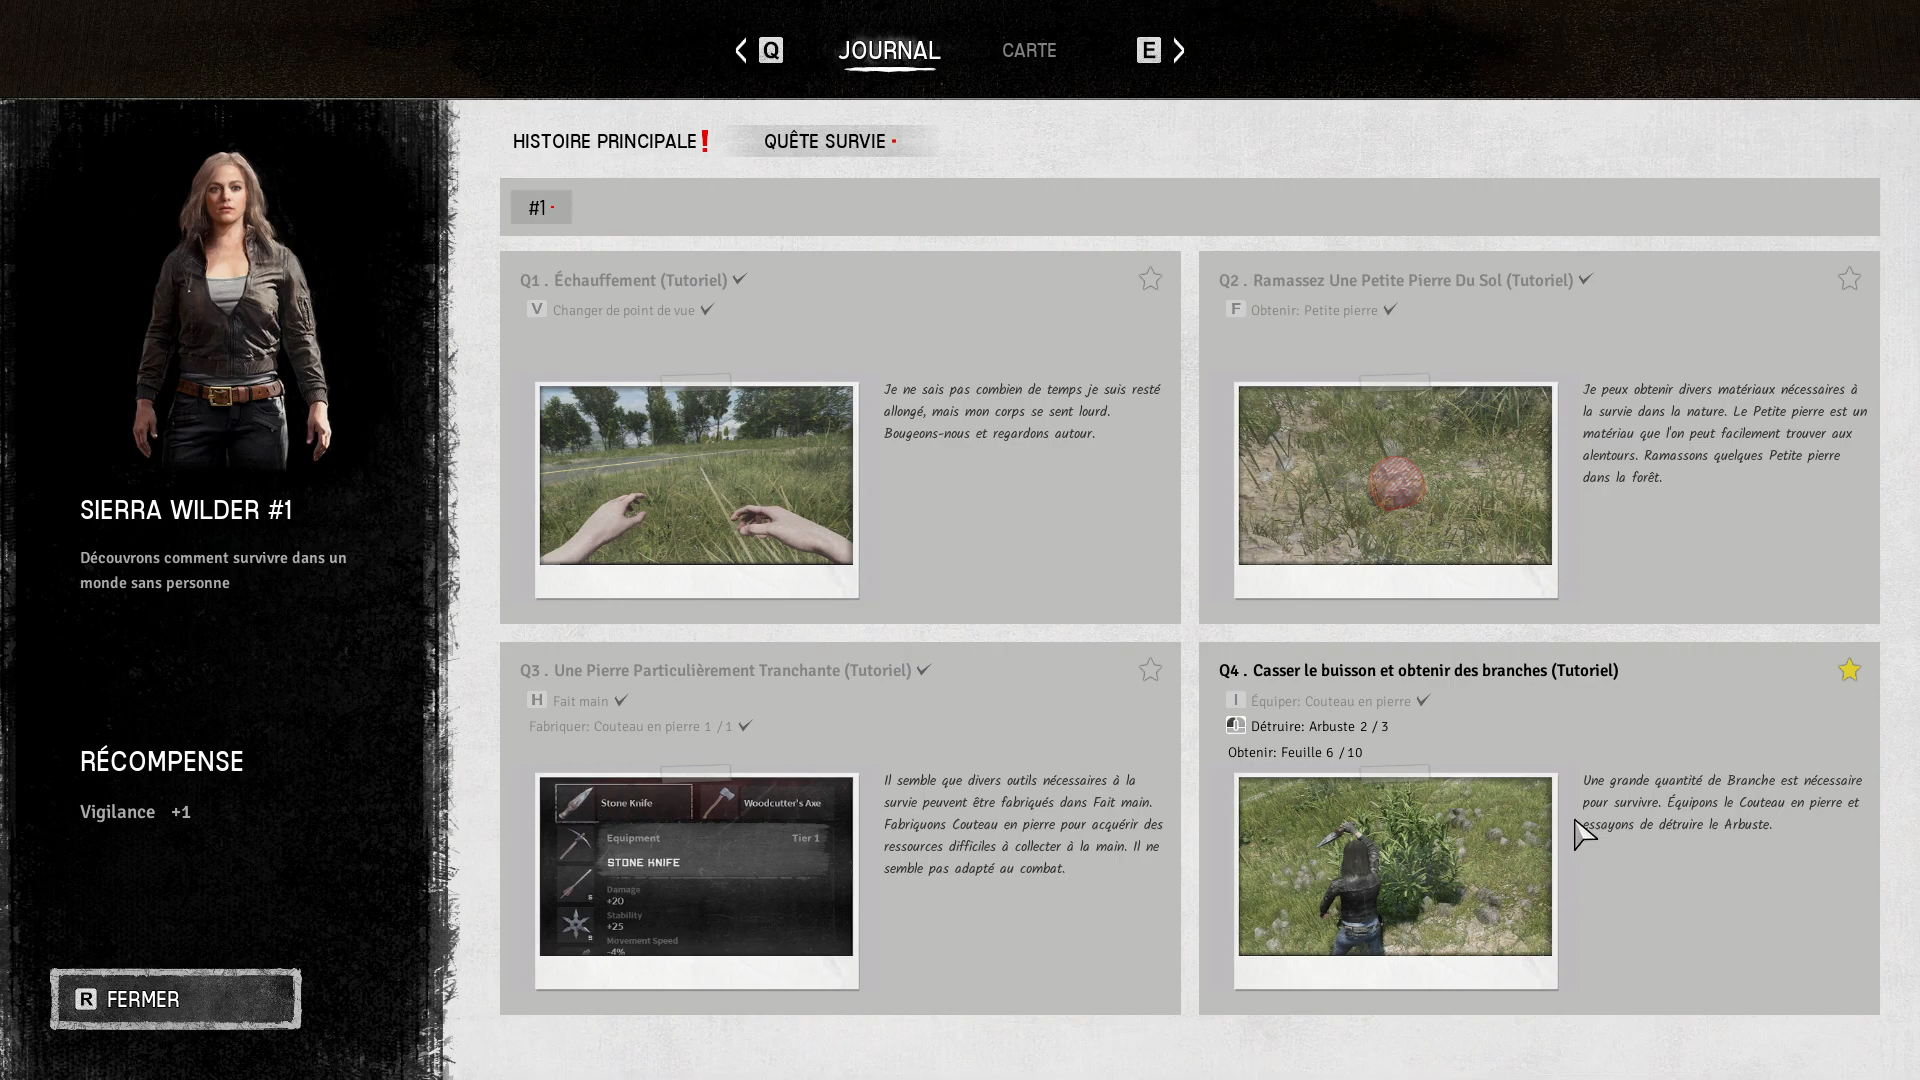 Q JOURNAL CARTE E
HISTOIRE PRINCIPALE! QUÊTE SURVIE
#1
SIERRA WILDER #1
Découvrons comment survivre dans un
monde sans personne
RÉCOMPENSE
Vigilance +1
R FERMER
Q1 . Échauffement (Tutoriel)
V Changer de point de vue
Je ne sais pas combien de temps je suis resté
allongé, mais mon corps se sent lourd.
Bougeons-nous et regardons autour.
Q2 . Ramassez Une Petite Pierre Du Sol (Tutoriel)
F Obtenir: Petite pierre
Je peux obtenir divers matériaux nécessaires à
la survie dans la nature. Le Petite pierre est un
matériau que l'on peut facilement trouver aux
alentours. Ramassons quelques Petite pierre
dans la forêt.
Q3 . Une Pierre Particulièrement Tranchante (Tutoriel)
H Fait main
Fabriquer: Couteau en pierre 1 / 1
Stone Knife
Woodcutter's Axe
Equipment Tier 1
STONE KNIFE
Damage
+20
Stability
+25
Movement Speed
-4%
s
s
Il semble que divers outils nécessaires à la
survie peuvent être fabriqués dans Fait main.
Fabriquons Couteau en pierre pour acquérir des
ressources difficiles à collecter à la main. Il ne
semble pas adapté au combat.
Q4 . Casser le buisson et obtenir des branches (Tutoriel)
I Équiper: Couteau en pierre
Détruire: Arbuste 2 / 3
Obtenir: Feuille 6 / 10
Une grande quantité de Branche est nécessaire
pour survivre. Équipons le Couteau en pierre et
essayons de détruire le Arbuste.